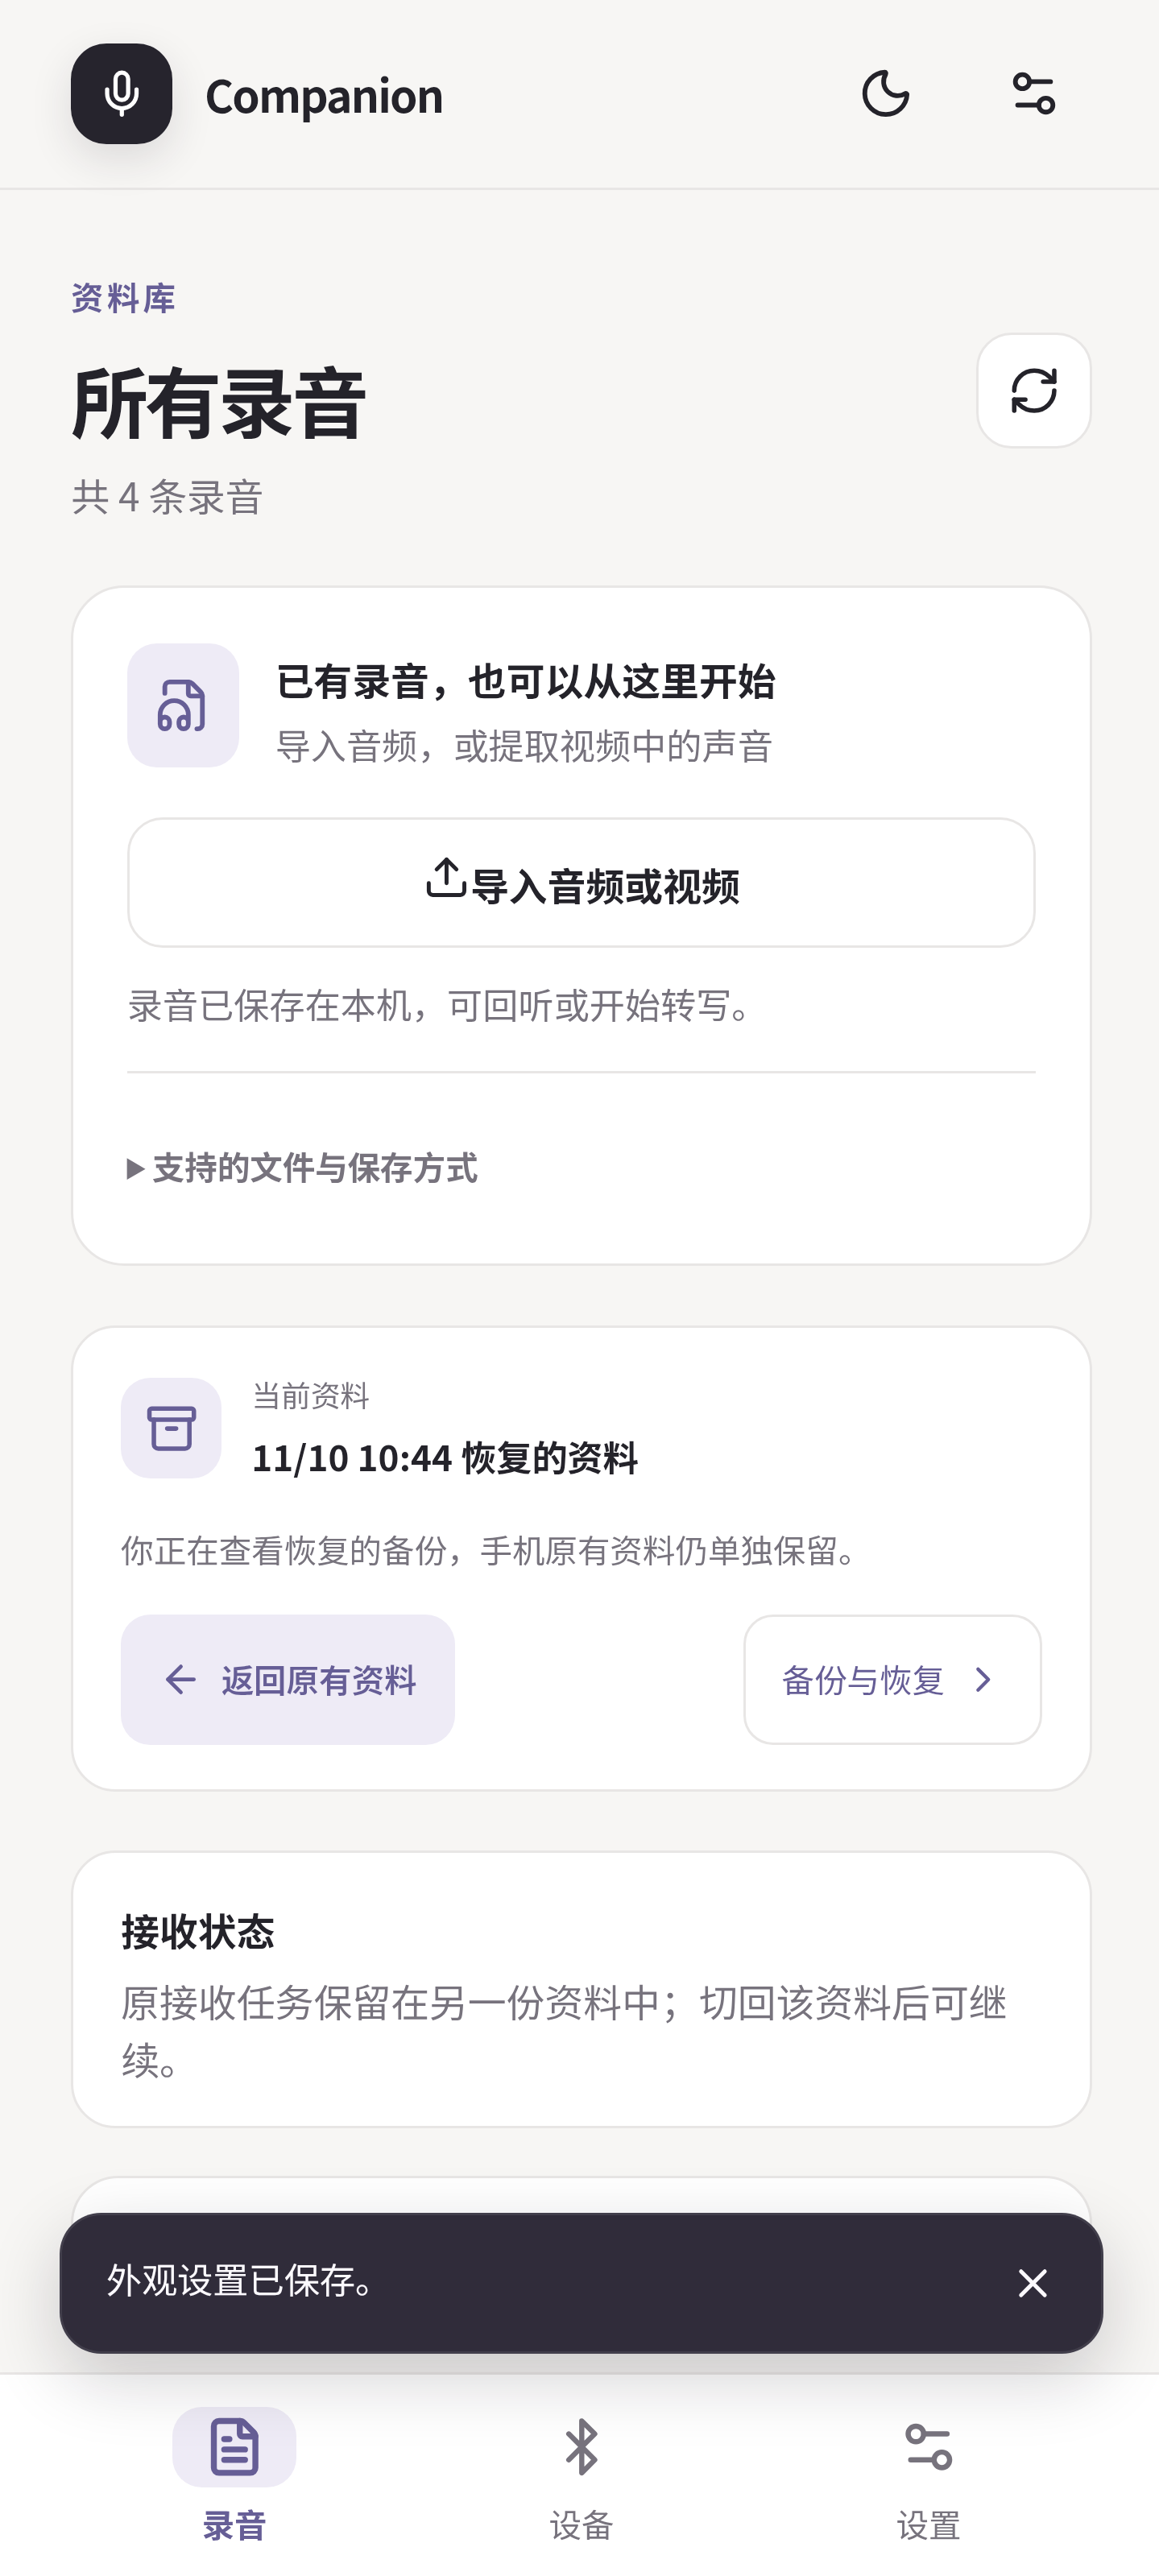 Companion
资料库
所有录音
共 4 条录音
已有录音，也可以从这里开始
导入音频，或提取视频中的声音
导入音频或视频
录音已保存在本机，可回听或开始转写。
支持的文件与保存方式
当前资料
11/10 10:44 恢复的资料
你正在查看恢复的备份，手机原有资料仍单独保留。
返回原有资料
备份与恢复
接收状态
原接收任务保留在另一份资料中；切回该资料后可继
续。
外观设置已保存。
录音
设备
设置